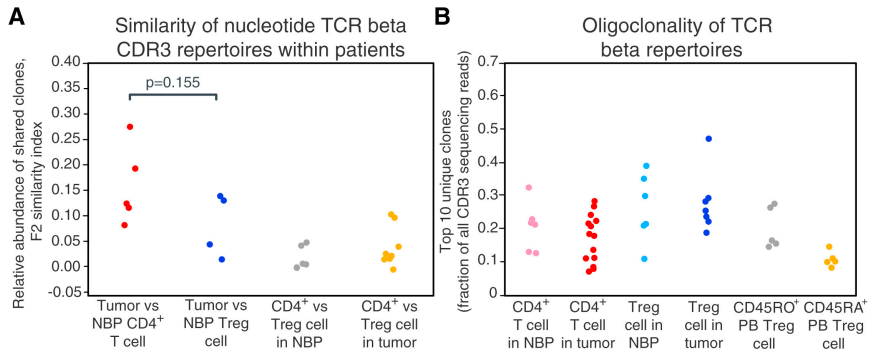 A
Similarity of nucleotide TCR beta
CDR3 repertoires within patients
Relative abundance of shared clones,
F2 similarity index
0.40
0.35
0.30
0.25
0.20
0.15
0.10
0.05
0.00
-0.05
p=0.155
Tumor vs
NBP CD4+
T cell
Tumor vs
NBP Treg
cell
CD4+ vs
Treg cell
in NBP
CD4+ vs
Treg cell
in tumor
B
Oligoclonality of TCR
beta repertoires
Top 10 unique clones
(fraction of all CDR3 sequencing reads)
0.7
0.6
0.5
0.4
0.3
0.2
0.1
0
CD4+
T cell
in NBP
CD4+
T cell
in tumor
Treg
cell in
NBP
Treg
cell in
tumor
CD45RO+
PB Treg
cell
CD45RA+
PB Treg
cell